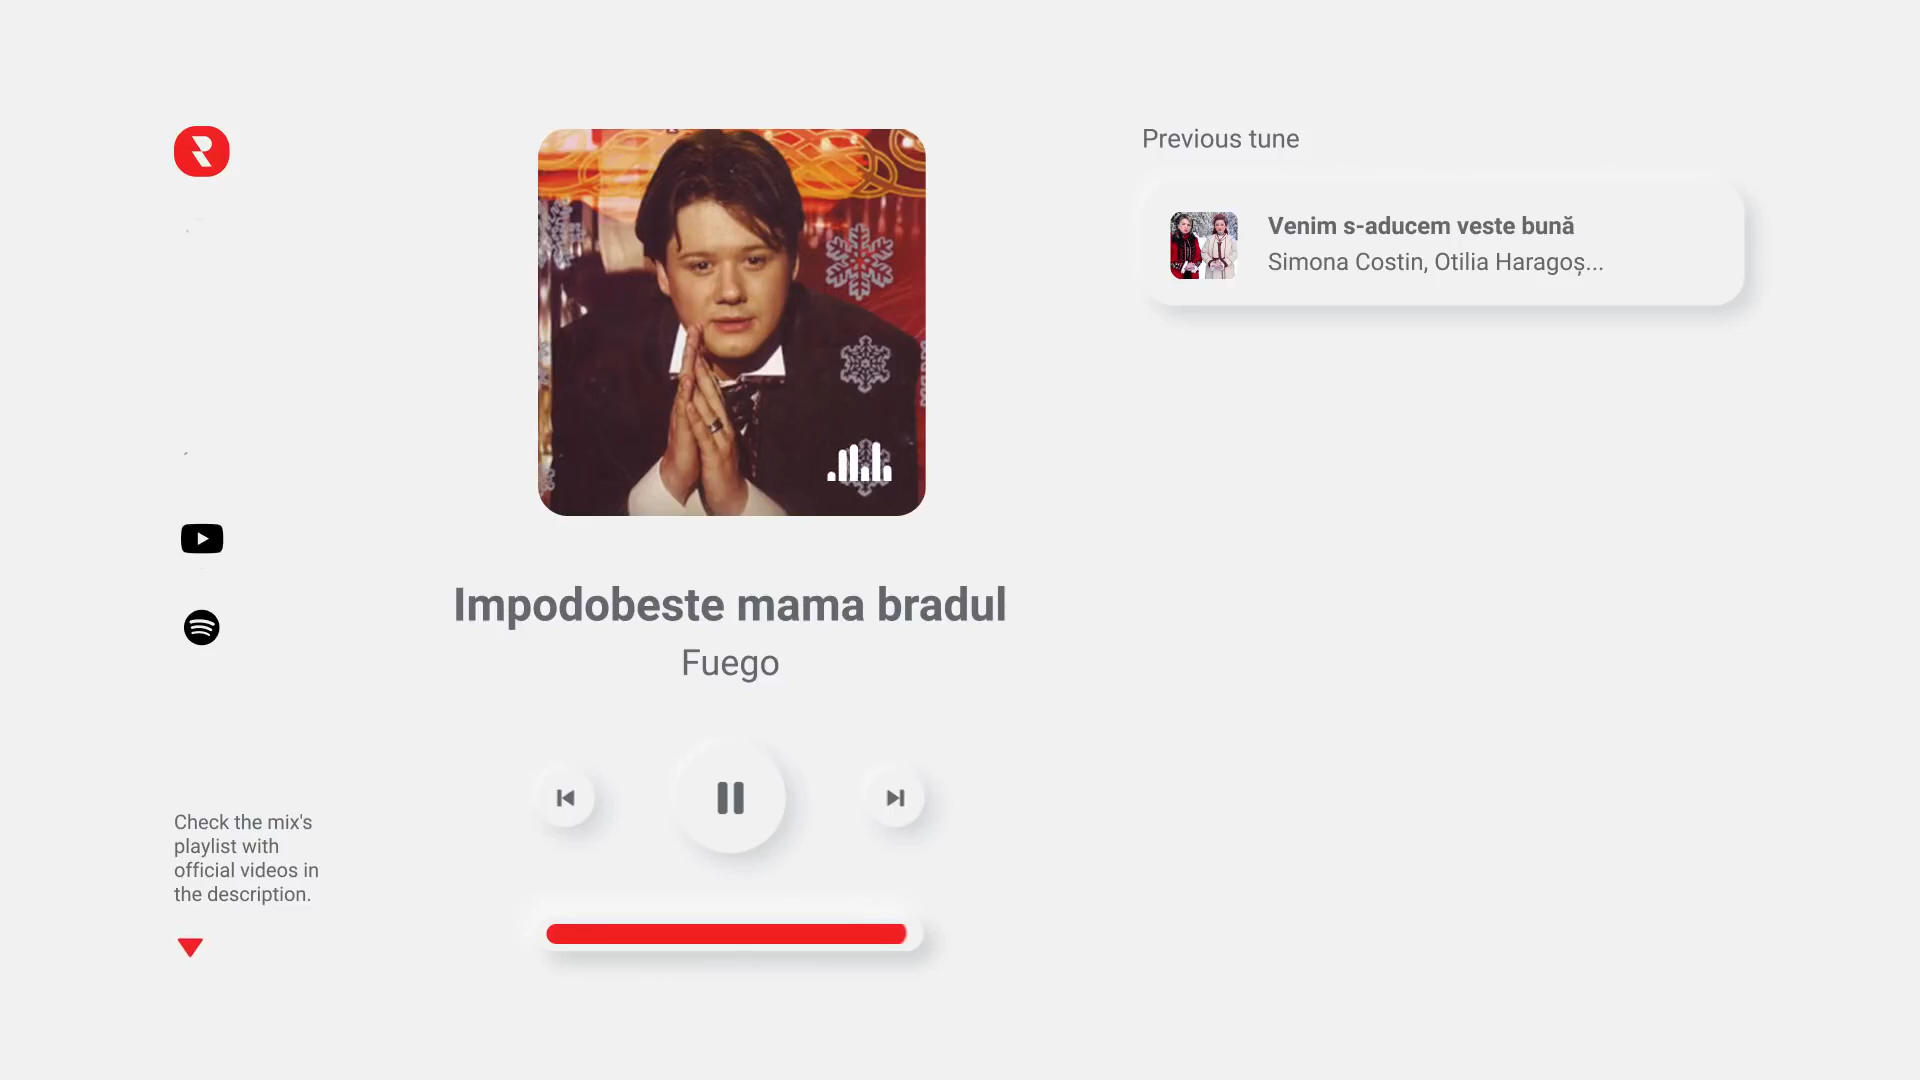 Previous tune
Venim s-aducem veste bună
Simona Costin, Otilia Haragoș...
Impodobeste mama bradul
Fuego
Check the mix's
playlist with
official videos in
the description.